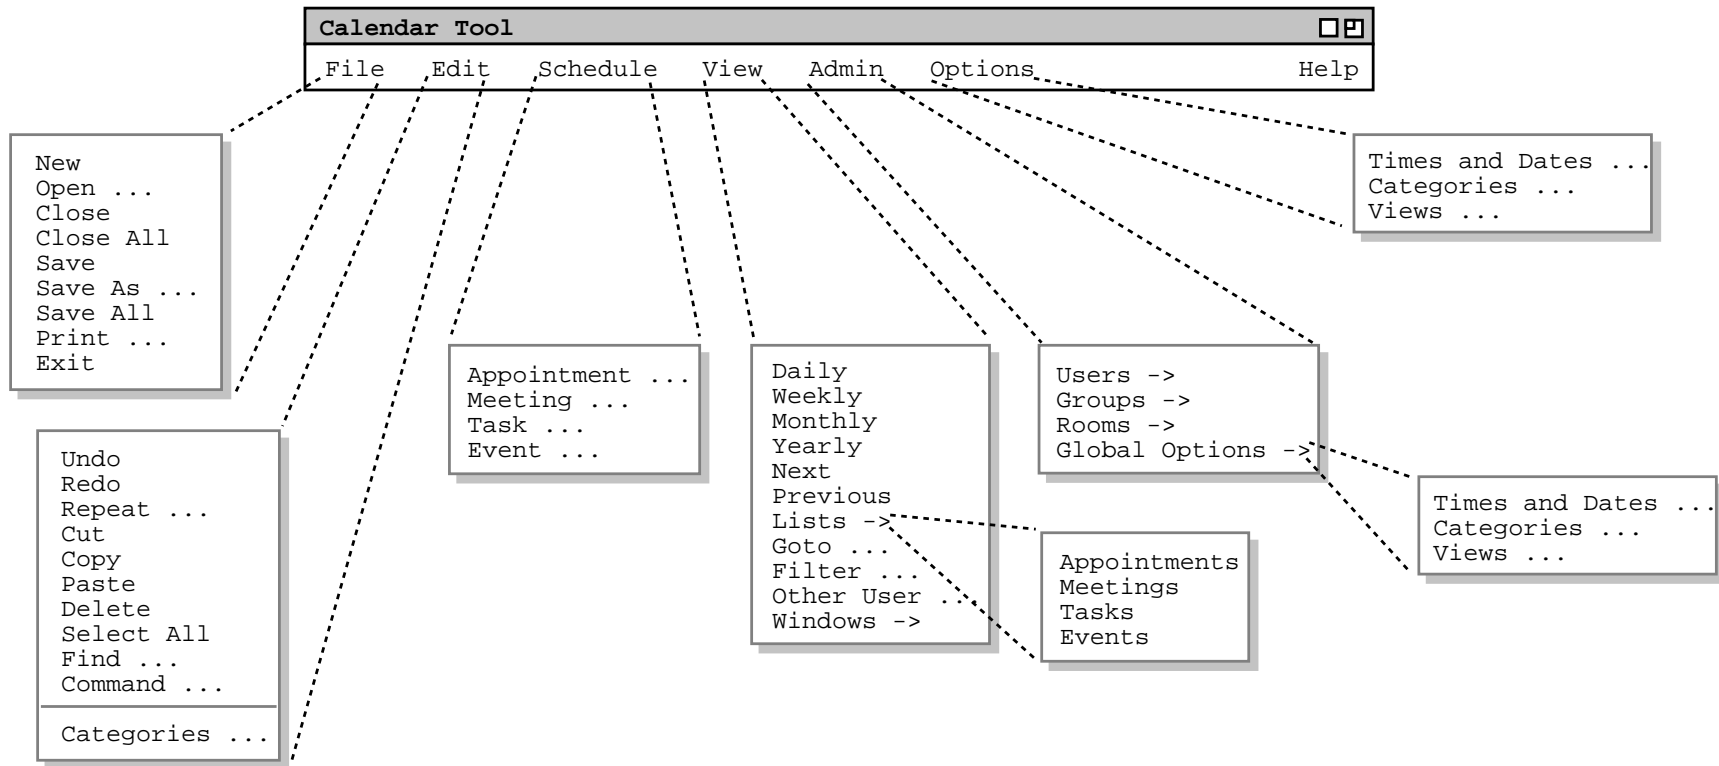 Calendar Tool
File Edit Schedule View Admin Options Help
New
Open ...
Close
Close All
Save
Save As ...
Save All
Print ...
Exit
Undo
Redo
Repeat ...
Cut
Copy
Paste
Delete
Select All
Find ...
Command ...
Categories ...
Appointment ...
Meeting ...
Task ...
Event ...
Daily
Weekly
Monthly
Yearly
Next
Previous
Lists ->
Goto ...
Filter ...
Other User ...
Windows ->
Appointments
Meetings
Tasks
Events
Users ->
Groups ->
Rooms ->
Global Options ->
Times and Dates ...
Categories ...
Views ...
Times and Dates ...
Categories ...
Views ...